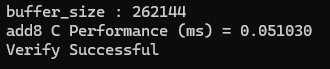 buffer_size : 262144
add8 C Performance (ms) = 0.051030
Verify Successful